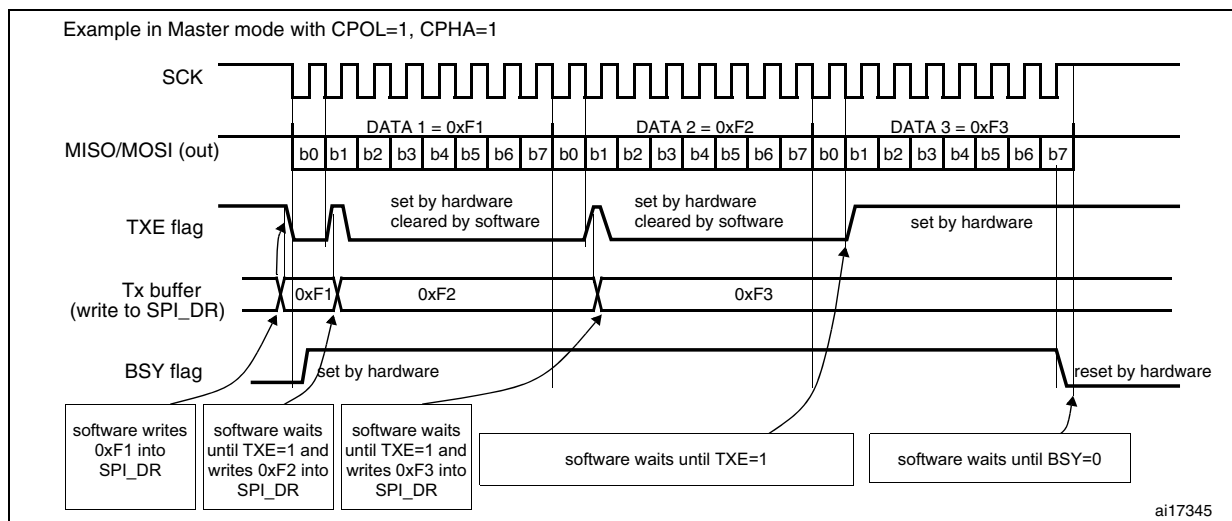 Example in Master mode with CPOL=1, CPHA=1
SCK
DATA 1 = 0xF1
DATA 2 = 0xF2
DATA 3 = 0xF3
MISO/MOSI (out)
b0 b1 b2 b3 b4 b5 b6 b7 b0 b1 b2 b3 b4 b5 b6 b7 b0 b1 b2 b3 b4 b5 b6 b7
TXE flag
set by hardware
cleared by software
set by hardware
cleared by software
set by hardware
Tx buffer
(write to SPI_DR)
0xF1
0xF2
0xF3
BSY flag
set by hardware
reset by hardware
software writes
0xF1 into
SPI_DR
software waits
until TXE=1 and
writes 0xF2 into
SPI_DR
software waits
until TXE=1 and
writes 0xF3 into
SPI_DR
software waits until TXE=1
software waits until BSY=0
ai17345